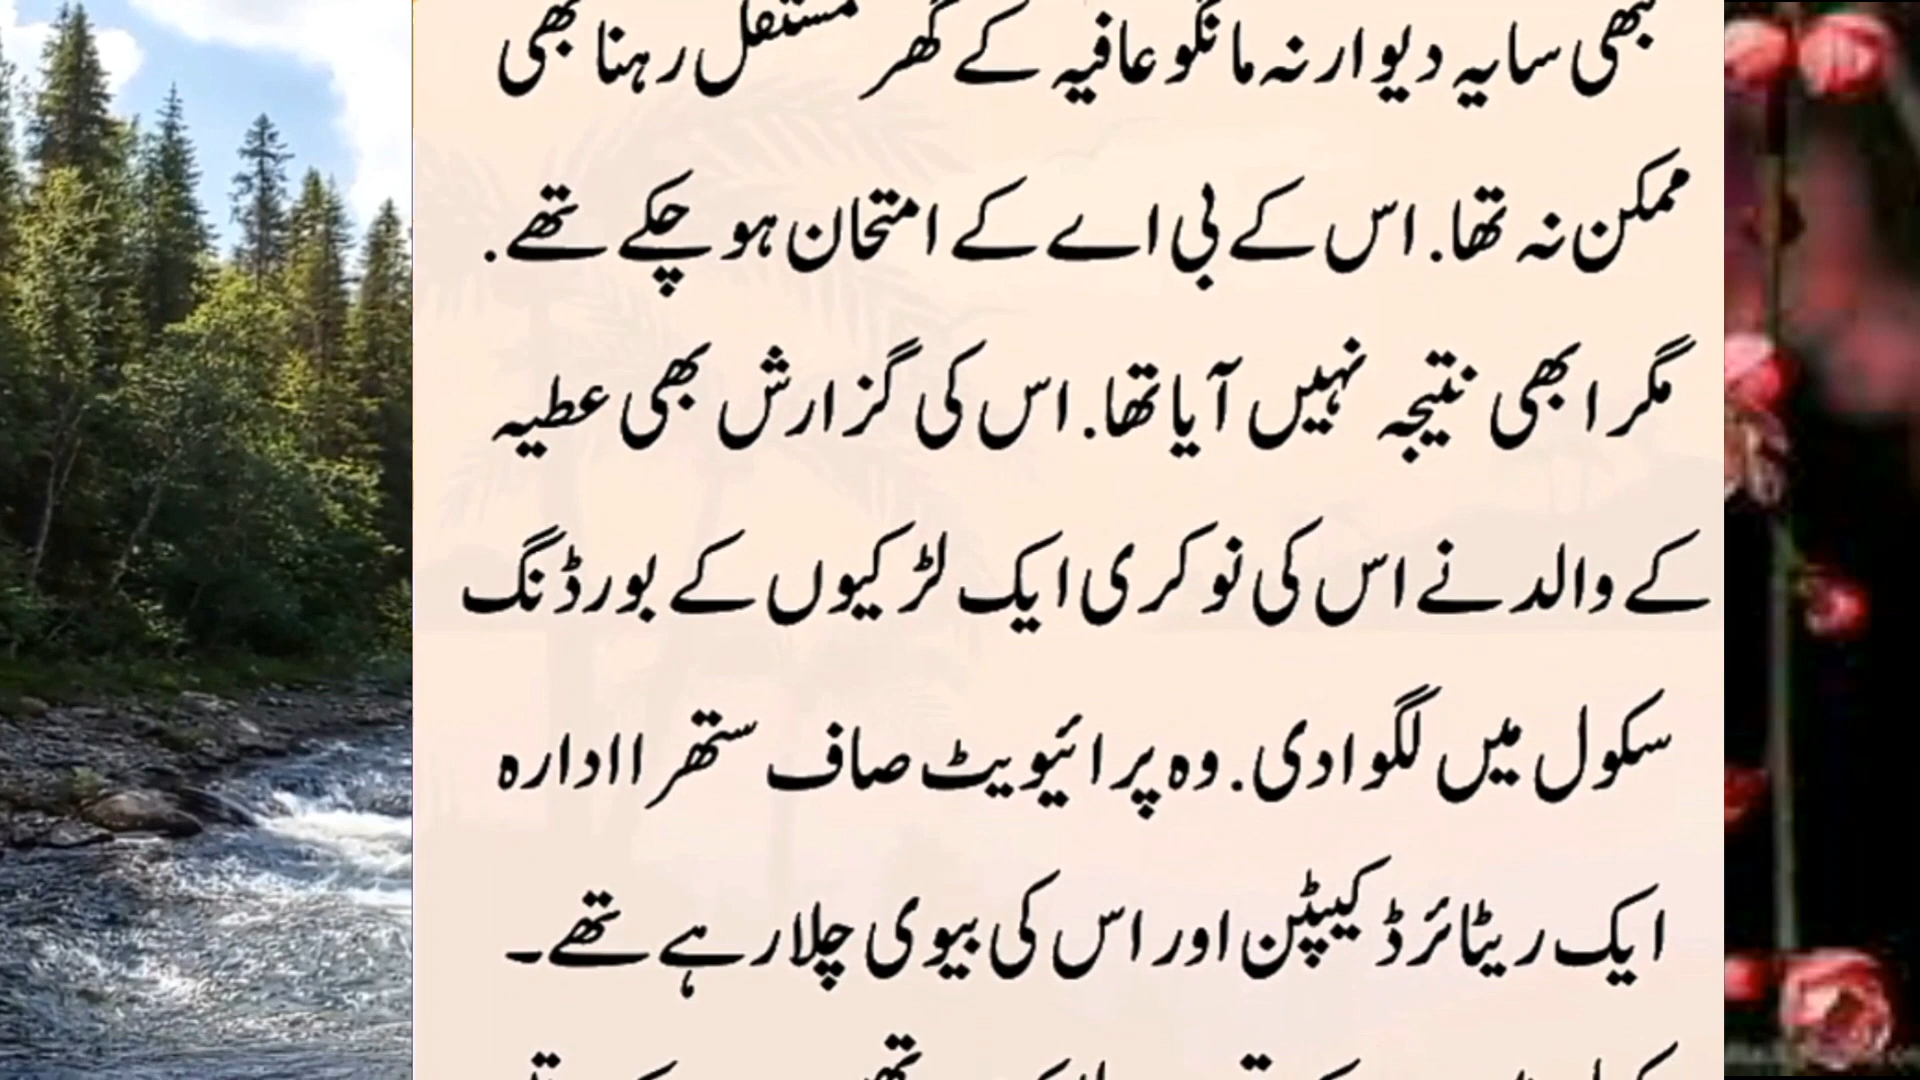 بھی سایہ دیوار نہ مانگو عافیہ کے گھر مستقل رہنا بھی
ممکن نہ تھا. اس کے بی اے کے امتحان ہو چکے تھے.
مگر ابھی نتیجہ نہیں آیا تھا. اس کی گزارش بھی عطیہ
کے والد نے اس کی نوکری ایک لڑکیوں کے بورڈنگ
سکول میں لگوا دی. وہ پرائیویٹ صاف ستھرا ادارہ
ایک ریٹائرڈ کیپٹن اور اس کی بیوی چلا رہے تھے۔